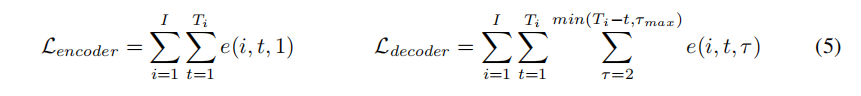 $\mathcal{L}_{encoder} = \sum_{i=1}^{I} \sum_{t=1}^{T_i} e(i, t, 1) \qquad \mathcal{L}_{decoder} = \sum_{i=1}^{I} \sum_{t=1}^{T_i} \sum_{\tau=2}^{min(T_i-t, \tau_{max})} e(i, t, \tau) \qquad (5)$